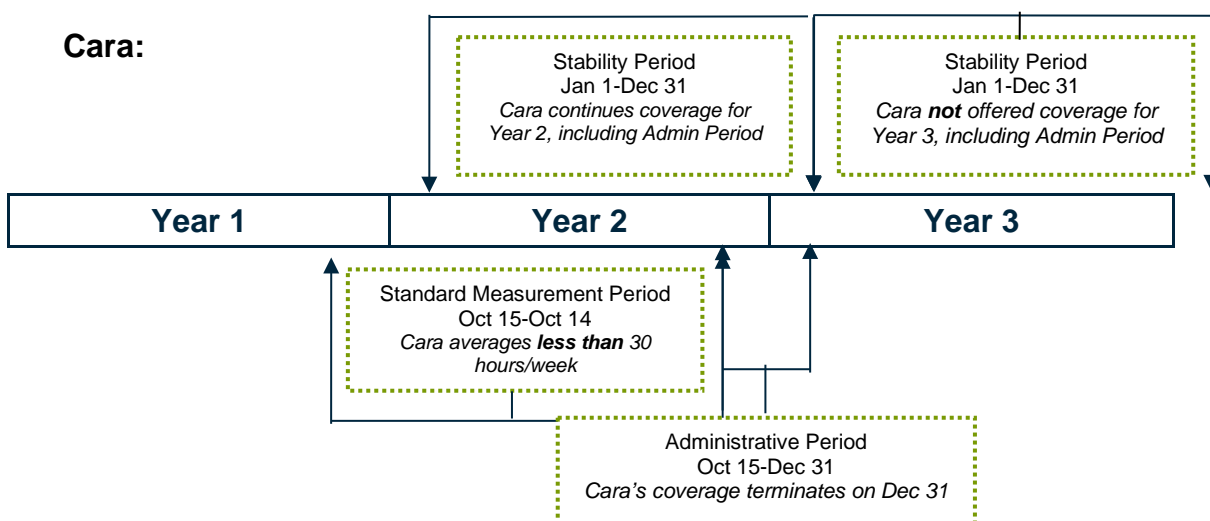 Cara:
Stability Period
Jan 1-Dec 31
Cara continues coverage for
Year 2, including Admin Period
Stability Period
Jan 1-Dec 31
Cara not offered coverage for
Year 3, including Admin Period
Year 1
Year 2
Year 3
Standard Measurement Period
Oct 15-Oct 14
Cara averages less than 30
hours/week
Administrative Period
Oct 15-Dec 31
Cara’s coverage terminates on Dec 31